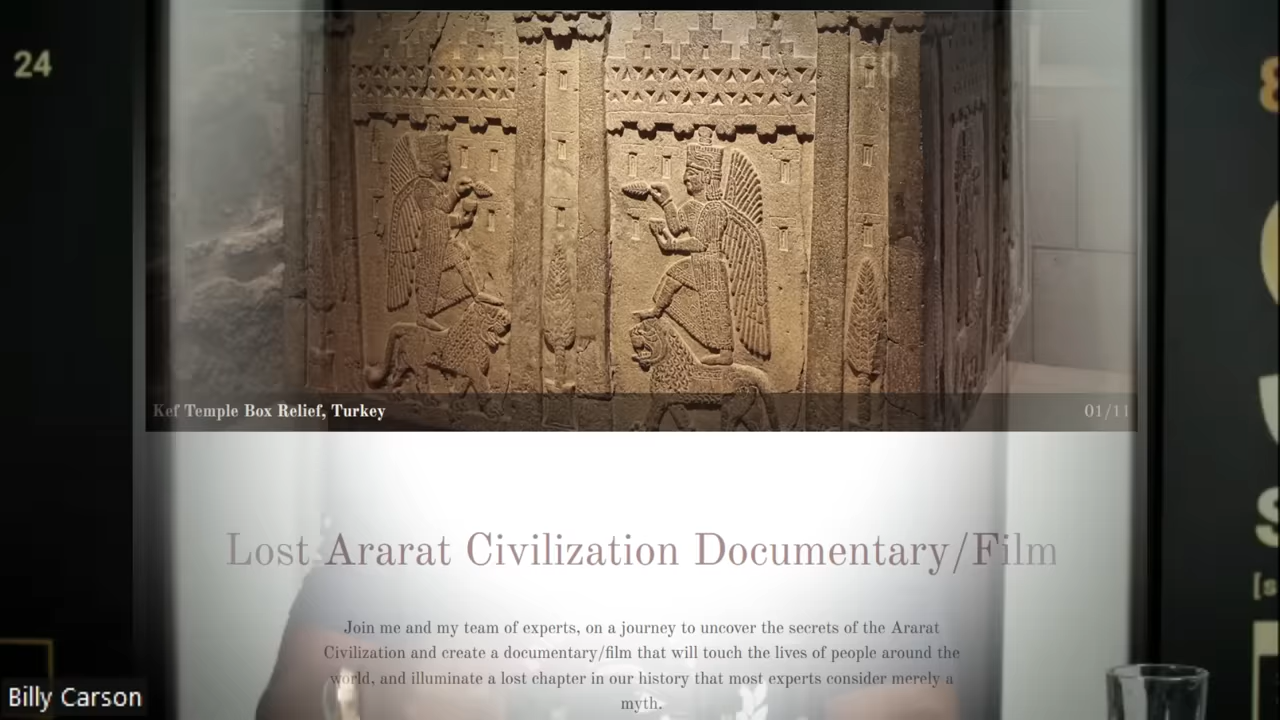 24
8
Kef Temple Box Relief, Turkey
01/11
Lost Ararat Civilization Documentary/Film
[s
Join me and my team of experts, on a journey to uncover the secrets of the Ararat
Civilization and create a documentary/film that will touch the lives of people around the
world, and illuminate a lost chapter in our history that most experts consider merely a
myth.
Billy Carson